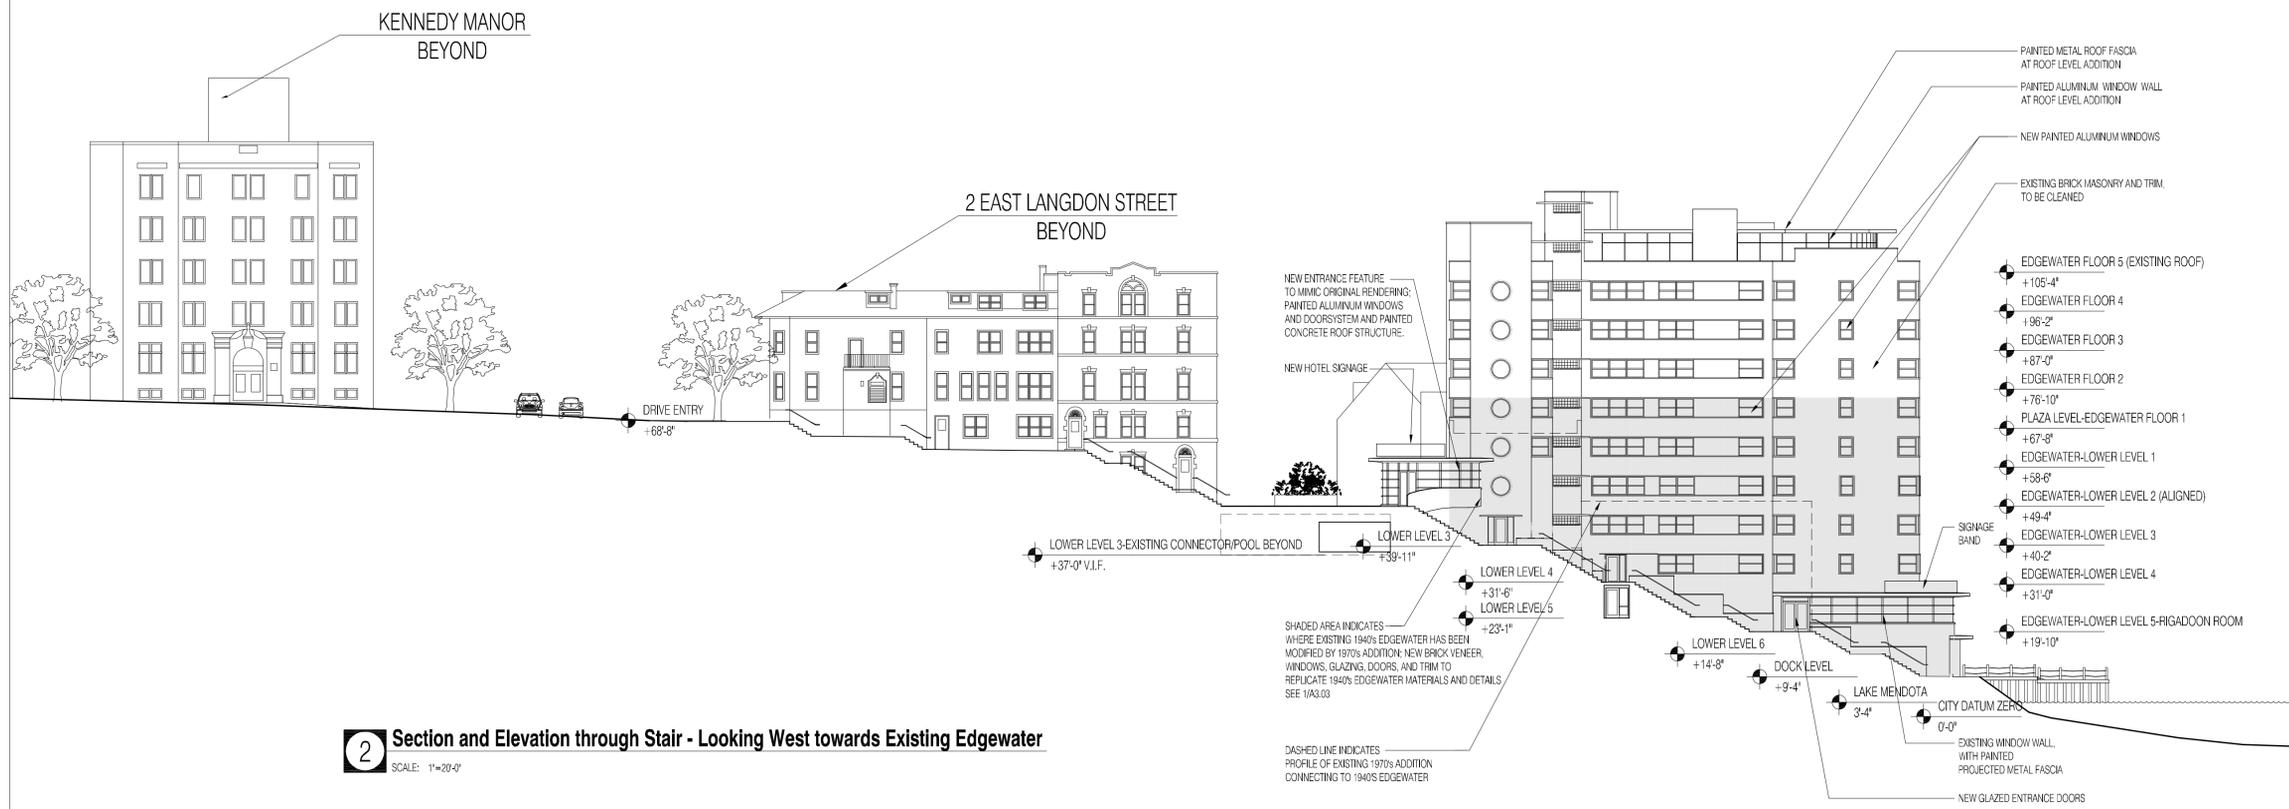 KENNEDY MANOR
BEYOND
2 EAST LANGDON STREET
BEYOND
DRIVE ENTRY
+68'-8"
LOWER LEVEL 3-EXISTING CONNECTOR/POOL BEYOND
+37'-0" V.I.F.
NEW ENTRANCE FEATURE
TO MIMIC ORIGINAL RENDERING;
PAINTED ALUMINUM WINDOWS
AND DOORSYSTEM AND PAINTED
CONCRETE ROOF STRUCTURE.
NEW HOTEL SIGNAGE
LOWER LEVEL 3
+39'-11"
LOWER LEVEL 4
+31'-6"
LOWER LEVEL 5
+23'-1"
SHADED AREA INDICATES
WHERE EXISTING 1940's EDGEWATER HAS BEEN
MODIFIED BY 1970's ADDITION; NEW BRICK VENEER,
WINDOWS, GLAZING, DOORS, AND TRIM TO
REPLICATE 1940's EDGEWATER MATERIALS AND DETAILS
SEE 1/A3.03
DASHED LINE INDICATES
PROFILE OF EXISTING 1970's ADDITION
CONNECTING TO 1940'S EDGEWATER
LOWER LEVEL 6
+14'-8"
DOCK LEVEL
+9'-4"
LAKE MENDOTA
3'-4"
CITY DATUM ZERO
0'-0"
PAINTED METAL ROOF FASCIA
AT ROOF LEVEL ADDITION
PAINTED ALUMINUM WINDOW WALL
AT ROOF LEVEL ADDITION
NEW PAINTED ALUMINUM WINDOWS
EXISTING BRICK MASONRY AND TRIM,
TO BE CLEANED
EDGEWATER FLOOR 5 (EXISTING ROOF)
+105'-4"
EDGEWATER FLOOR 4
+96'-2"
EDGEWATER FLOOR 3
+87'-0"
EDGEWATER FLOOR 2
+76'-10"
PLAZA LEVEL-EDGEWATER FLOOR 1
+67'-8"
EDGEWATER-LOWER LEVEL 1
+58'-6"
EDGEWATER-LOWER LEVEL 2 (ALIGNED)
+49'-4"
SIGNAGE
BAND
EDGEWATER-LOWER LEVEL 3
+40'-2"
EDGEWATER-LOWER LEVEL 4
+31'-0"
EDGEWATER-LOWER LEVEL 5-RIGADOON ROOM
+19'-10"
EXISTING WINDOW WALL,
WITH PAINTED
PROJECTED METAL FASCIA
NEW GLAZED ENTRANCE DOORS
2
Section and Elevation through Stair - Looking West towards Existing Edgewater
SCALE: 1"=20'-0"